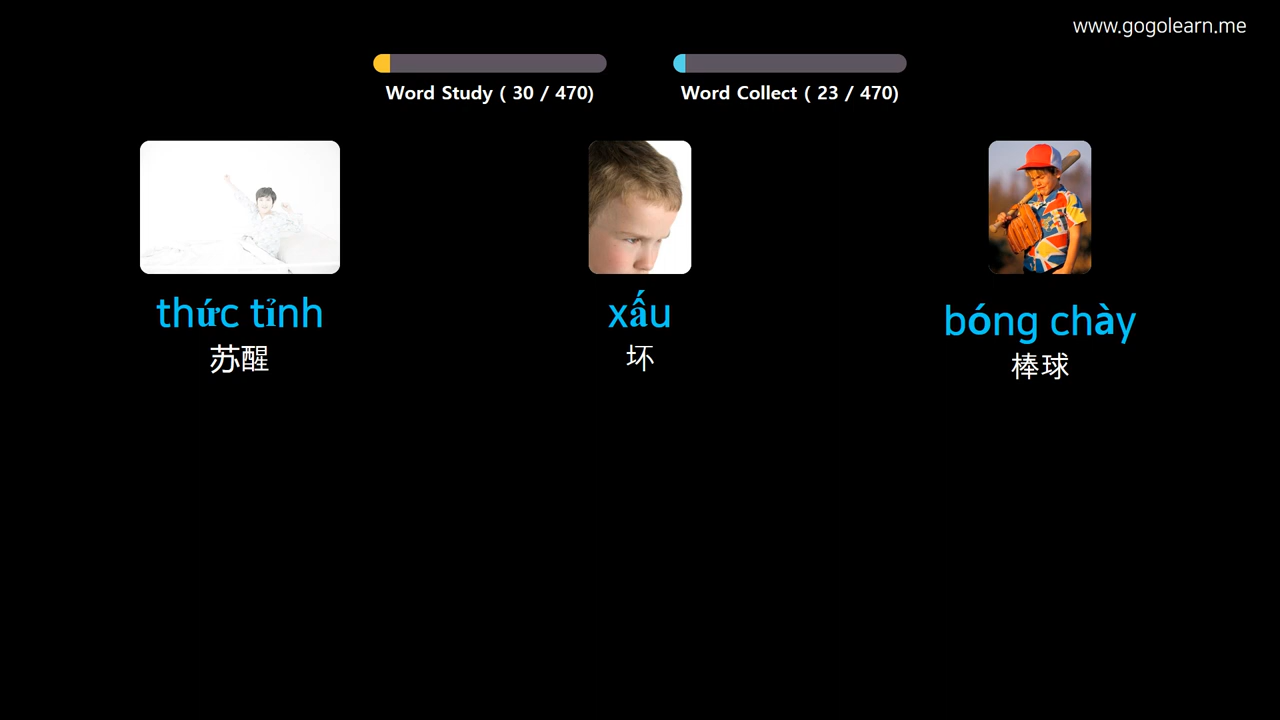 www.gogolearn.me
Word Study ( 30 / 470)
Word Collect ( 23 / 470)
thức tỉnh
苏醒
xấu
坏
bóng chày
棒球